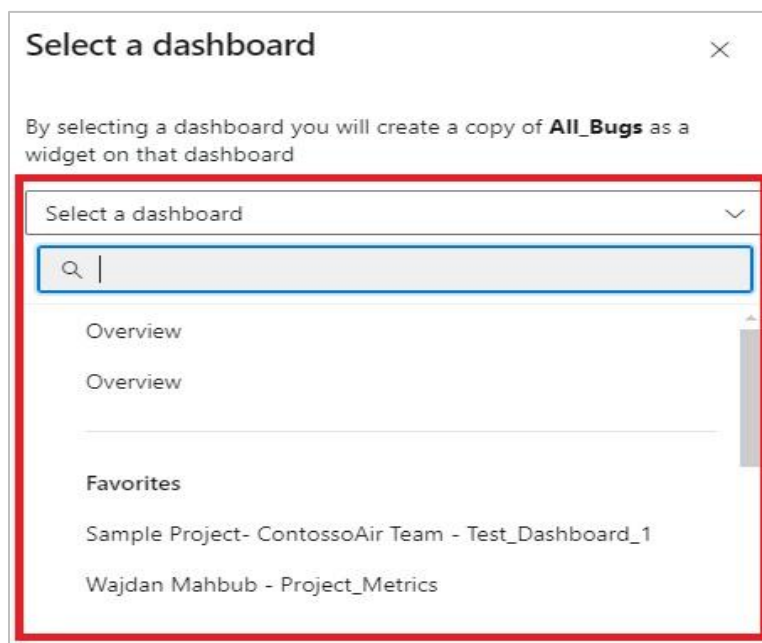 Select a dashboard
By selecting a dashboard you will create a copy of All_Bugs as a
widget on that dashboard
Select a dashboard
Overview
Overview
Favorites
Sample Project- ContossoAir Team - Test_Dashboard_1
Wajdan Mahbub - Project_Metrics